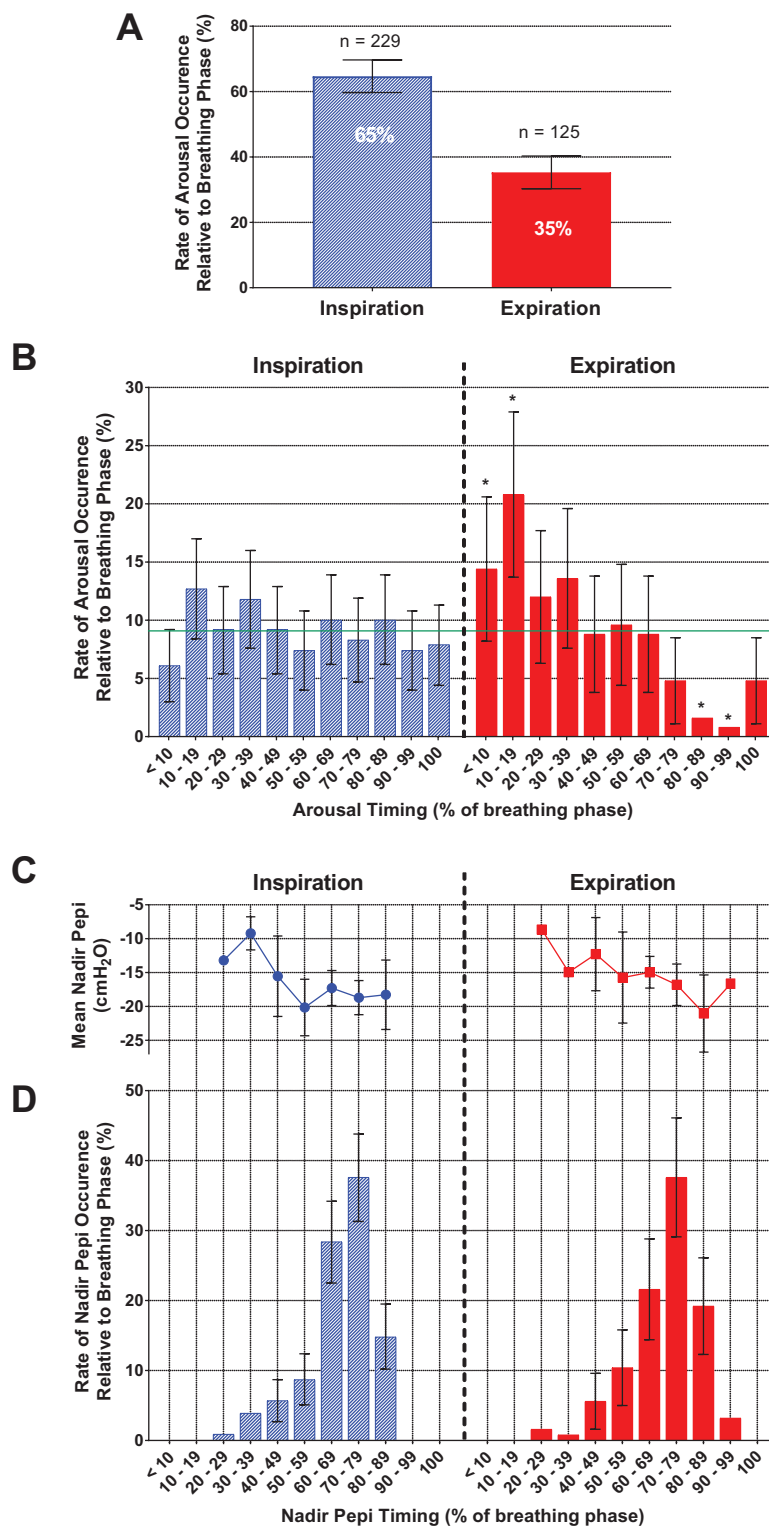 A
Rate of Arousal Occurence
Relative to Breathing Phase (%)
80
60
40
20
0
n = 229
65%
n = 125
35%
Inspiration
Expiration
B
Inspiration
Expiration
Rate of Arousal Occurence
Relative to Breathing Phase (%)
30
25
20
15
10
5
0
*
*
*
*
< 10
10 - 19
20 - 29
30 - 39
40 - 49
50 - 59
60 - 69
70 - 79
80 - 89
90 - 99
100
< 10
10 - 19
20 - 29
30 - 39
40 - 49
50 - 59
60 - 69
70 - 79
80 - 89
90 - 99
100
Arousal Timing (% of breathing phase)
C
Inspiration
Expiration
Mean Nadir Pepi
(cmH₂O)
-5
-10
-15
-20
-25
D
Rate of Nadir Pepi Occurence
Relative to Breathing Phase (%)
50
40
30
20
10
0
< 10
10 - 19
20 - 29
30 - 39
40 - 49
50 - 59
60 - 69
70 - 79
80 - 89
90 - 99
100
< 10
10 - 19
20 - 29
30 - 39
40 - 49
50 - 59
60 - 69
70 - 79
80 - 89
90 - 99
100
Nadir Pepi Timing (% of breathing phase)